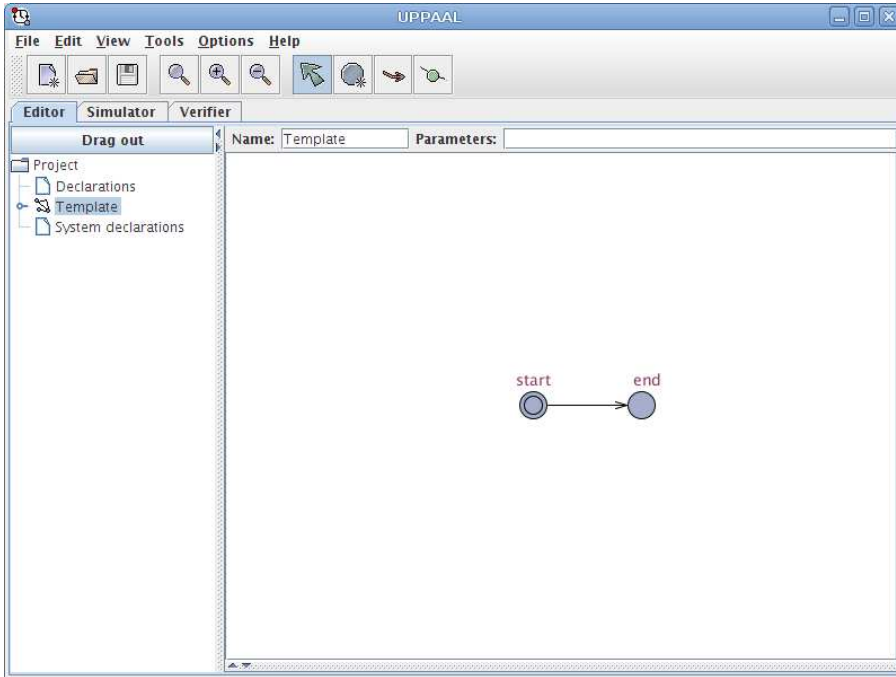 UPPAAL
File Edit View Tools Options Help
Editor Simulator Verifier
Drag out Name: Template Parameters:
Project
Declarations
Template
System declarations
start end